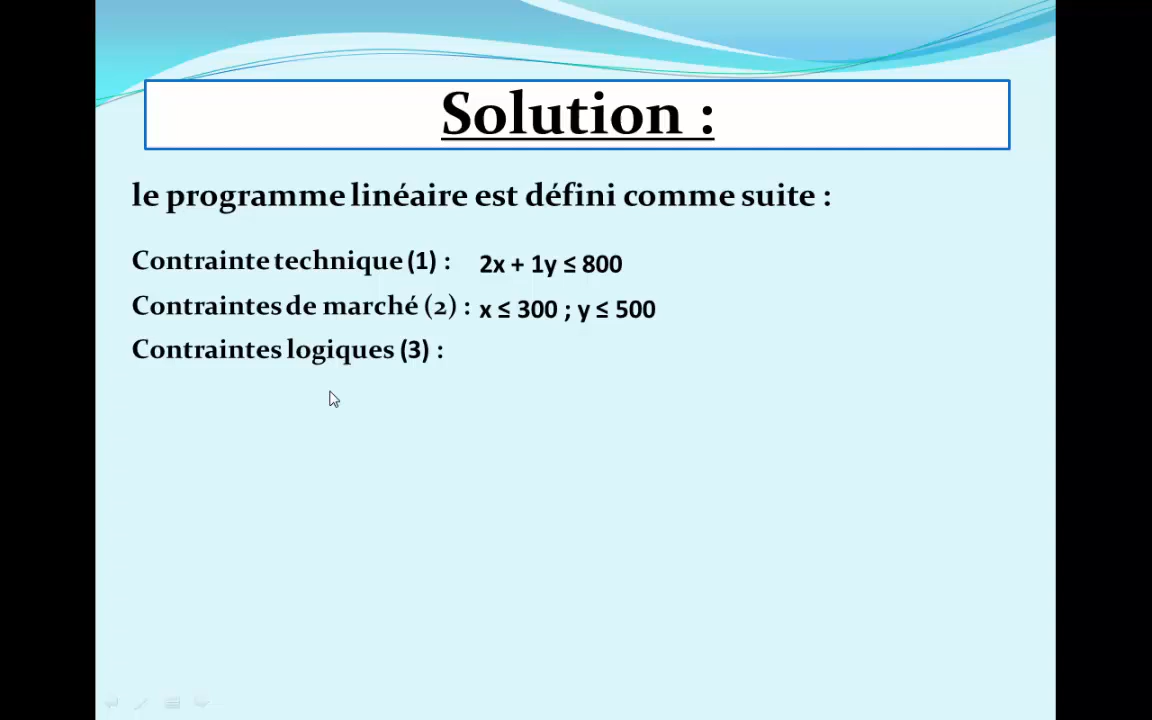 Solution :
le programme linéaire est défini comme suite :
Contrainte technique (1) : 2x + 1y ≤ 800
Contraintes de marché (2) : x ≤ 300 ; y ≤ 500
Contraintes logiques (3) :